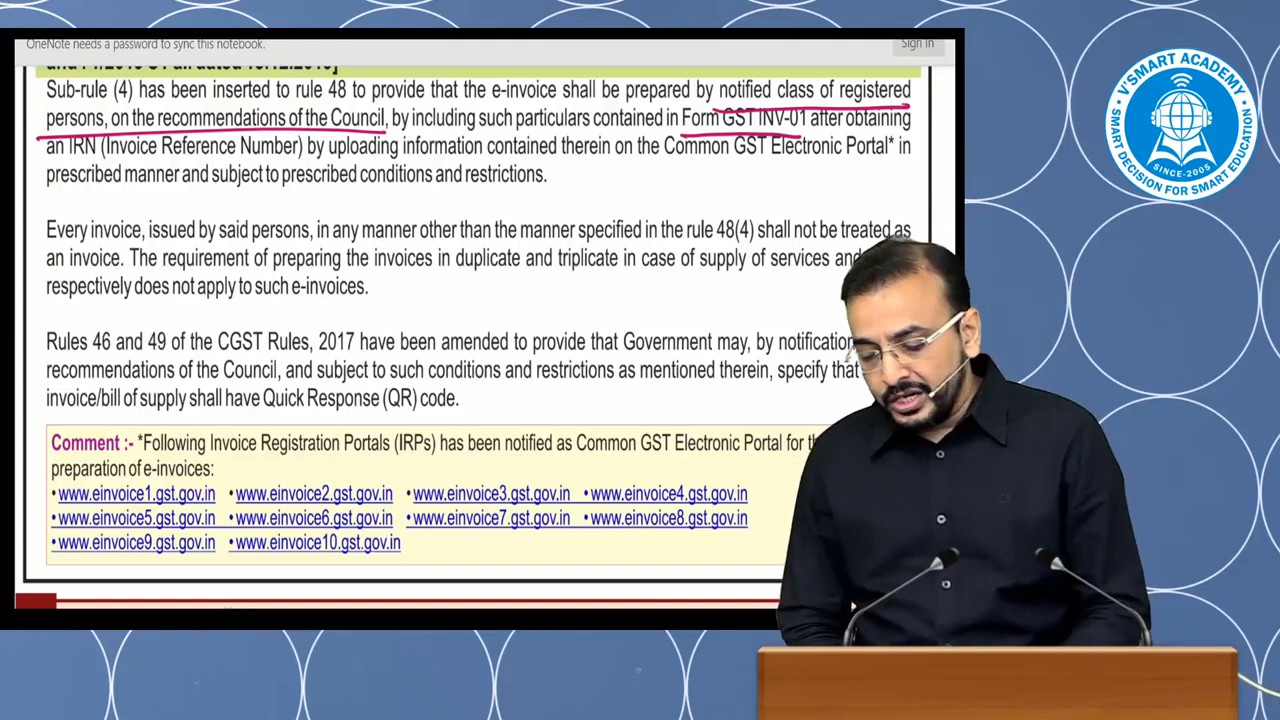 OneNote needs a password to sync this notebook.
Sign in
Sub-rule (4) has been inserted to rule 48 to provide that the e-invoice shall be prepared by notified class of registered
persons, on the recommendations of the Council, by including such particulars contained in Form GST INV-01 after obtaining
an IRN (Invoice Reference Number) by uploading information contained therein on the Common GST Electronic Portal* in
prescribed manner and subject to prescribed conditions and restrictions.
Every invoice, issued by said persons, in any manner other than the manner specified in the rule 48(4) shall not be treated as
an invoice. The requirement of preparing the invoices in duplicate and triplicate in case of supply of services and
respectively does not apply to such e-invoices.
Rules 46 and 49 of the CGST Rules, 2017 have been amended to provide that Government may, by notification
recommendations of the Council, and subject to such conditions and restrictions as mentioned therein, specify that
invoice/bill of supply shall have Quick Response (QR) code.
Comment :- *Following Invoice Registration Portals (IRPs) has been notified as Common GST Electronic Portal for
preparation of e-invoices:
•www.einvoice1.gst.gov.in •www.einvoice2.gst.gov.in •www.einvoice3.gst.gov.in •www.einvoice4.gst.gov.in
•www.einvoice5.gst.gov.in •www.einvoice6.gst.gov.in •www.einvoice7.gst.gov.in •www.einvoice8.gst.gov.in
•www.einvoice9.gst.gov.in •www.einvoice10.gst.gov.in
V'SMART ACADEMY
SINCE-2005
SMART DECISION FOR SMART EDUCATION